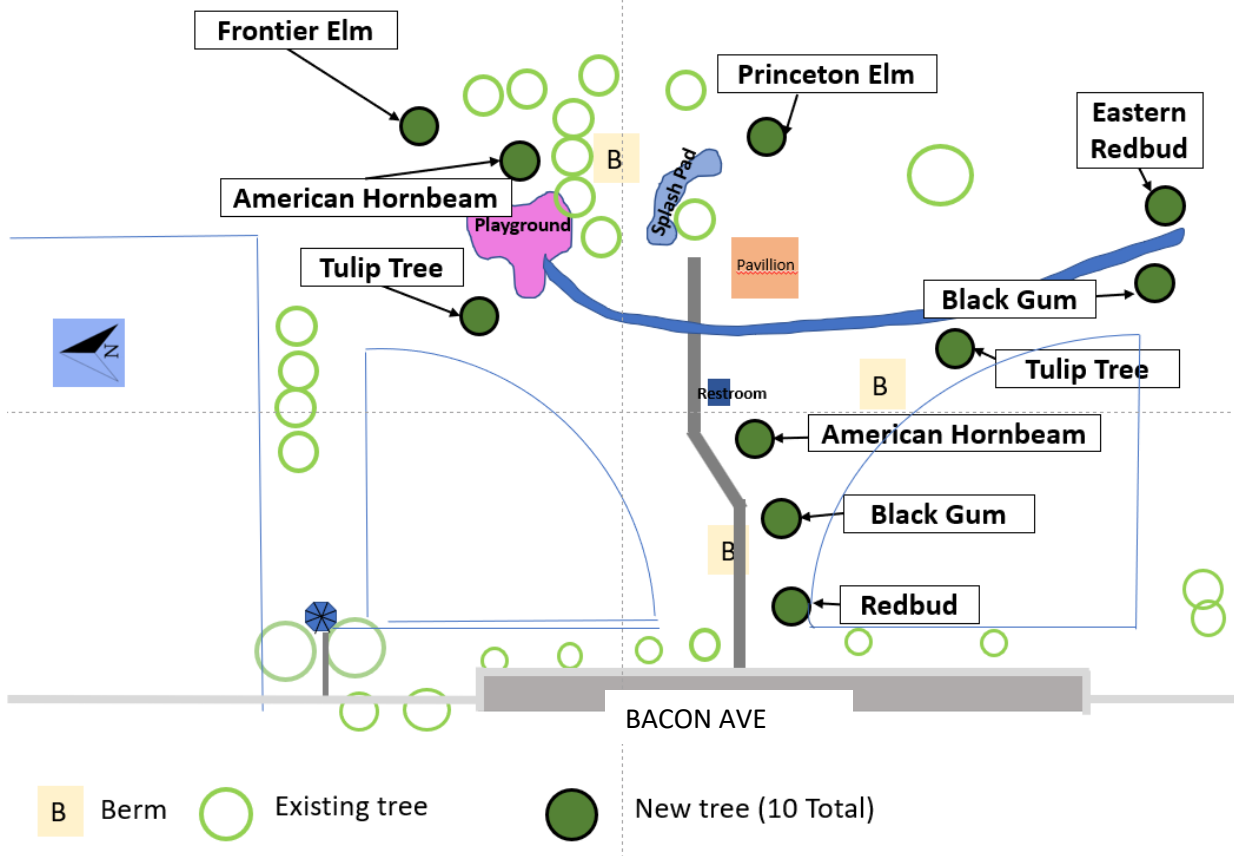 Frontier Elm
Princeton Elm
Eastern
Redbud
B
American Hornbeam
Splash Pad
Playground
Tulip Tree
Pavillion
Black Gum
N
Tulip Tree
B
Restroom
American Hornbeam
Black Gum
B
Redbud
BACON AVE
B Berm
Existing tree
New tree (10 Total)